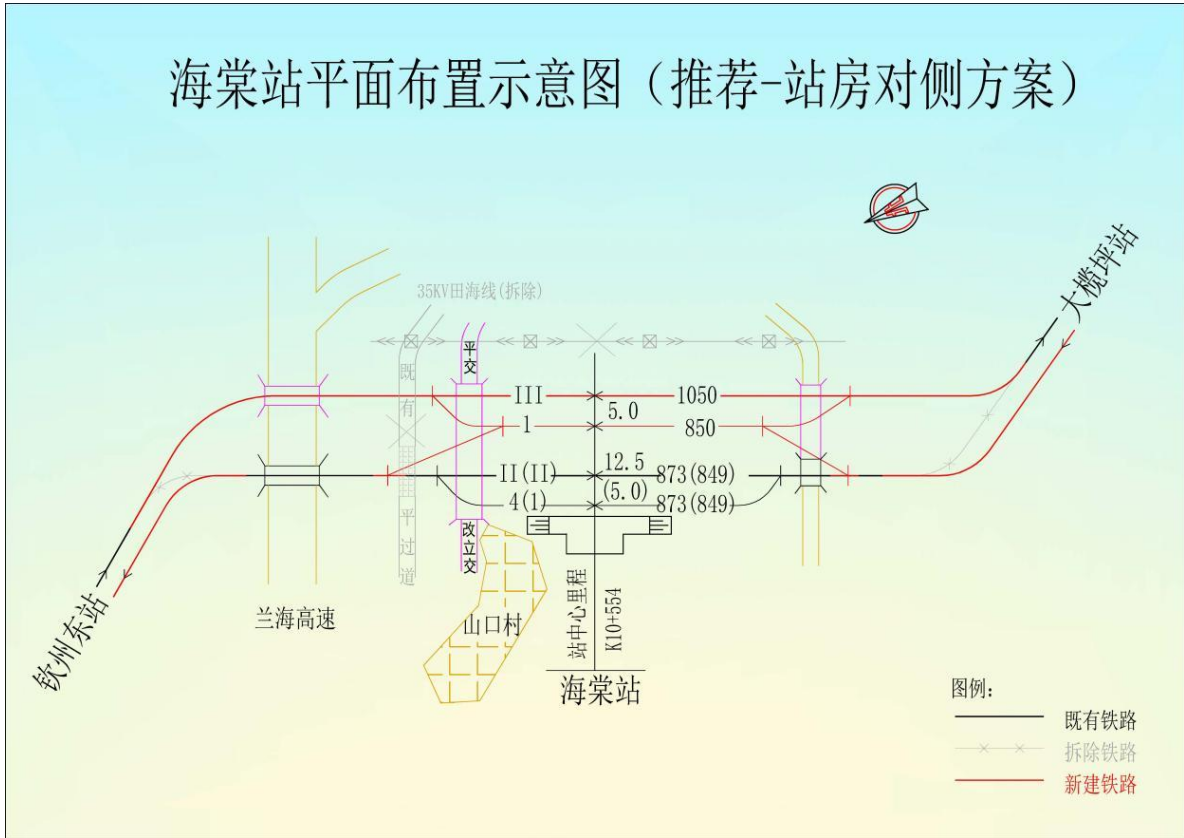 海棠站平面布置示意图（推荐-站房对侧方案）
大榄坪站
35KV田海线(拆除)
平交
既有
平过道
III
1050
5.0
1
850
12.5
II(II)
873(849)
(5.0)
4(1)
873(849)
改立交
钦州东站
兰海高速
山口村
站中心里程
K10+554
海棠站
图例：
既有铁路
拆除铁路
新建铁路